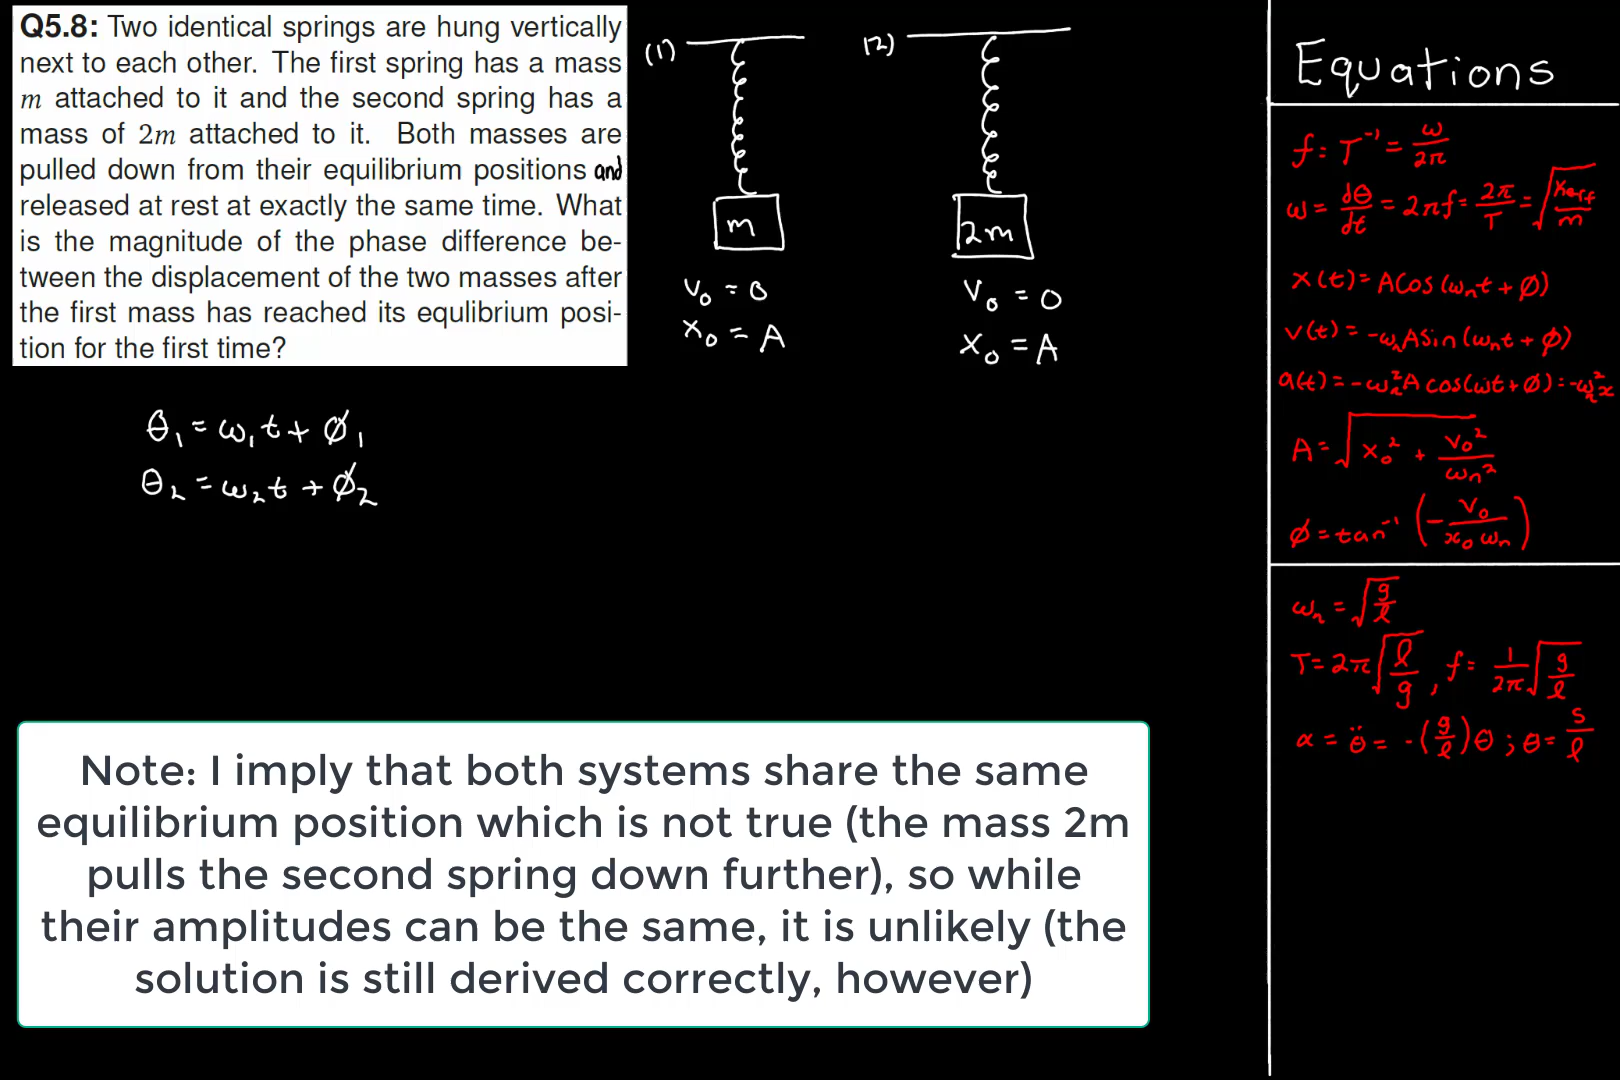 Q5.8: Two identical springs are hung vertically
next to each other. The first spring has a mass
m attached to it and the second spring has a
mass of 2m attached to it. Both masses are
pulled down from their equilibrium positions and
released at rest at exactly the same time. What
is the magnitude of the phase difference be-
tween the displacement of the two masses after
the first mass has reached its equlibrium posi-
tion for the first time?
(1)
m
v₀ = 0
x₀ = A
(2)
2m
v₀ = 0
x₀ = A
θ₁ = ω₁t + φ₁
θ₂ = ω₂t + φ₂
Note: I imply that both systems share the same
equilibrium position which is not true (the mass 2m
pulls the second spring down further), so while
their amplitudes can be the same, it is unlikely (the
solution is still derived correctly, however)
Equations
f = T⁻¹ = ω/2π
ω = dθ/dt = 2πf = 2π/T = √(k_eff/m)
x(t) = A cos(ωₙt + φ)
v(t) = -ωₙA sin(ωₙt + φ)
a(t) = -ωₙ²A cos(ωt + φ) = -ωₙ²x
A = √(x₀² + v₀²/ωₙ²)
φ = tan⁻¹(-v₀/(x₀ωₙ))
ωₙ = √(g/l)
T = 2π√(l/g), f = 1/2π √(g/l)
α = θ̈ = -(g/l)θ ; θ = s/l